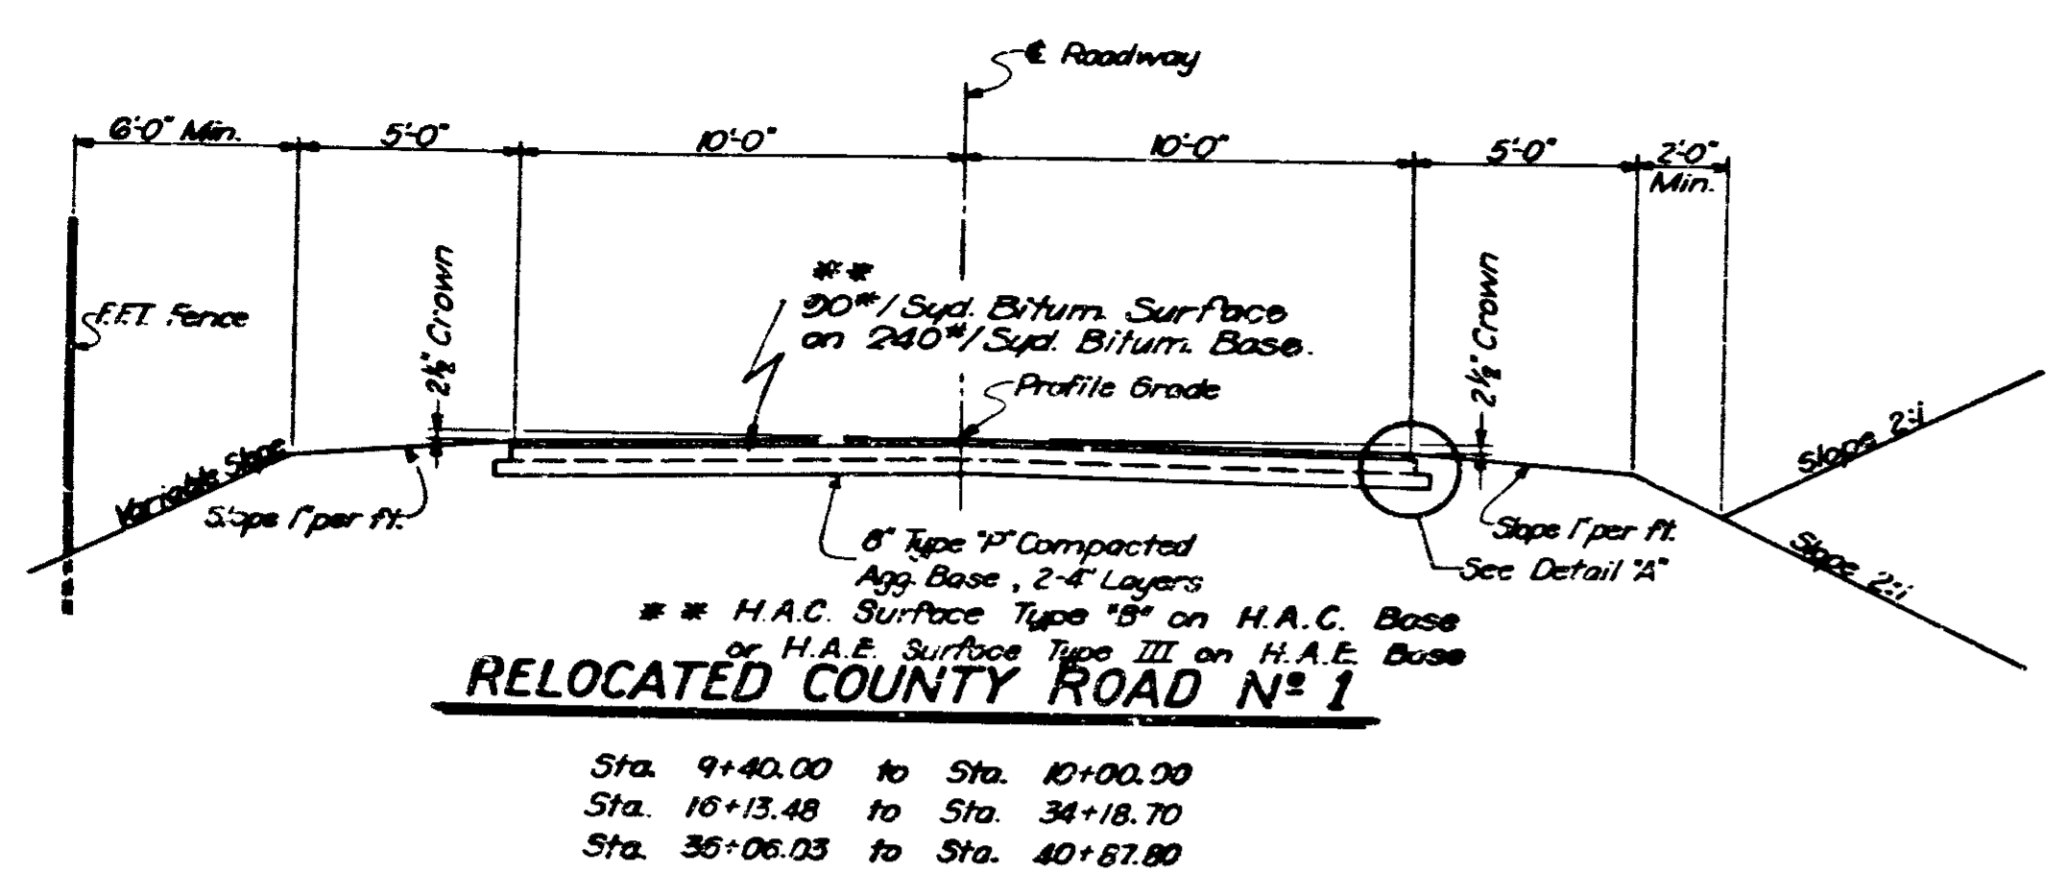 ℄ Roadway
6'-0" Min.
5'-0"
10'-0"
10'-0"
5'-0"
2'-0"
Min.
F.F.T. Fence
2 1/8" Crown
**
90#/Syd. Bitum. Surface
on 240#/Syd. Bitum. Base.
Profile Grade
2 1/8" Crown
Variable Slope
Slope 1" per ft.
8" Type "P" Compacted
Agg. Base, 2-4" Layers
Slope 1" per ft.
See Detail "A"
Slope 2:1
Slope 2:1
** H.A.C. Surface Type "B" on H.A.C. Base
or H.A.E. Surface Type III on H.A.E. Base
RELOCATED COUNTY ROAD Nº 1
Sta. 9+40.00 to Sta. 10+00.00
Sta. 16+13.48 to Sta. 34+18.70
Sta. 36+06.03 to Sta. 40+87.80